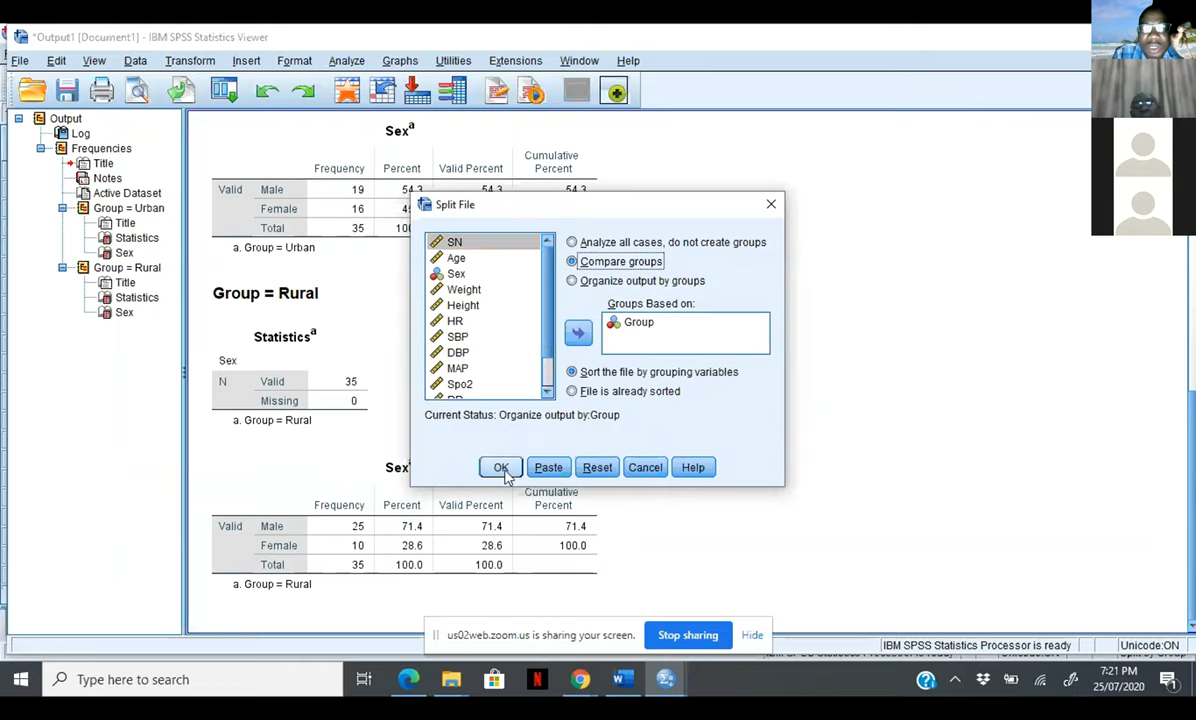 *Output1 [Document1] - IBM SPSS Statistics Viewer
File Edit View Data Transform Insert Format Analyze Graphs Utilities Extensions Window Help
Output
Log
Frequencies
Title
Notes
Active Dataset
Group = Urban
Title
Statistics
Sex
Group = Rural
Title
Statistics
Sex
Sexa
Frequency Percent Valid Percent Cumulative Percent
Valid Male 19 54.3 54.3 54.3
Female 16
Total 35
a. Group = Urban
Group = Rural
Statisticsa
Sex
N Valid 35
Missing 0
a. Group = Rural
Sex
Frequency Percent Valid Percent Cumulative Percent
Valid Male 25 71.4 71.4 71.4
Female 10 28.6 28.6 100.0
Total 35 100.0 100.0
a. Group = Rural
Split File
SN
Age
Sex
Weight
Height
HR
SBP
DBP
MAP
Spo2
Analyze all cases, do not create groups
Compare groups
Organize output by groups
Groups Based on:
Group
Sort the file by grouping variables
File is already sorted
Current Status: Organize output by:Group
OK Paste Reset Cancel Help
us02web.zoom.us is sharing your screen. Stop sharing Hide
IBM SPSS Statistics Processor is ready Unicode:ON
Type here to search
7:21 PM
25/07/2020